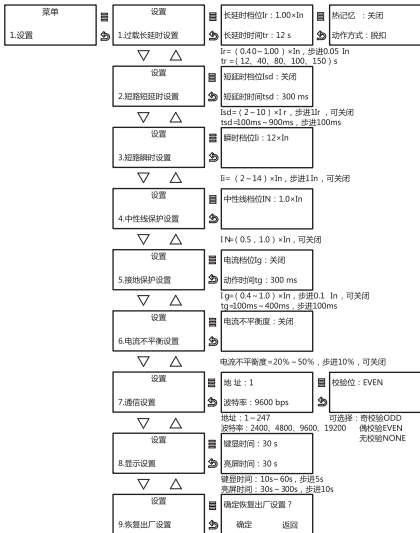 菜单
1.设置
设置
1.过载长延时设置
长延时档位Ir：1.00×In
长延时时间tr：12 s
热记忆 ：关闭
动作方式：脱扣
Ir=（0.40~1.00）×In，步进0.05 In
tr =（12、40、80、100、150）s
设置
2.短路短延时设置
短延时档位Isd：关闭
短延时时间tsd：300 ms
Isd=（2~10）×I r，步进1Ir，可关闭
tsd=100ms~900ms，步进100ms
设置
3.短路瞬时设置
瞬时档位Ii：12×In
Ii=（2~14）×In，步进1In，可关闭
设置
4.中性线保护设置
中性线档位IN：1.0×In
I N=（0.5，1.0）×In，可关闭
设置
5.接地保护设置
电流档位Ig：关闭
动作时间tg：300 ms
I g=（0.4~1.0）×In，步进0.1 In，可关闭
tg=100ms~400ms，步进100ms
设置
6.电流不平衡设置
电流不平衡度：关闭
电流不平衡度=20%~50%，步进10%，可关闭
设置
7.通信设置
地 址：1
波特率：9600 bps
校验位：EVEN
地址：1~247
波特率：2400、4800、9600、19200
可选择：奇校验ODD
偶校验EVEN
无校验NONE
设置
8.显示设置
键显时间：30 s
亮屏时间：30 s
键显时间：10s~60s，步进5s
亮屏时间：30s~300s，步进10s
设置
9.恢复出厂设置
确定恢复出厂设置？
确定 返回